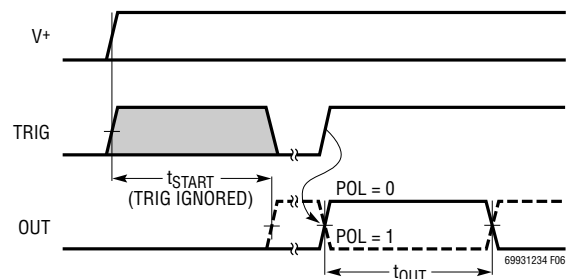 V+
TRIG
tSTART
(TRIG IGNORED)
POL = 0
OUT
POL = 1
69931234 F06
tOUT